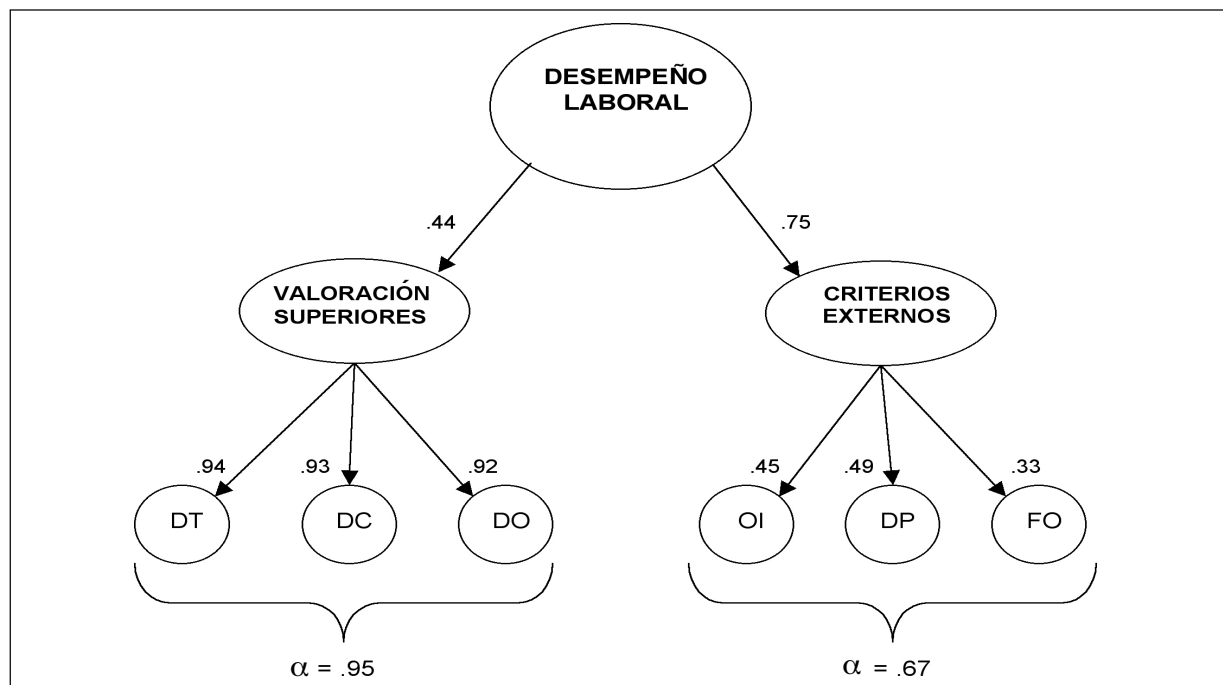 DESEMPEÑO
LABORAL
.44
.75
VALORACIÓN
SUPERIORES
CRITERIOS
EXTERNOS
.94
.93
.92
.45
.49
.33
DT
DC
DO
OI
DP
FO
α = .95
α = .67